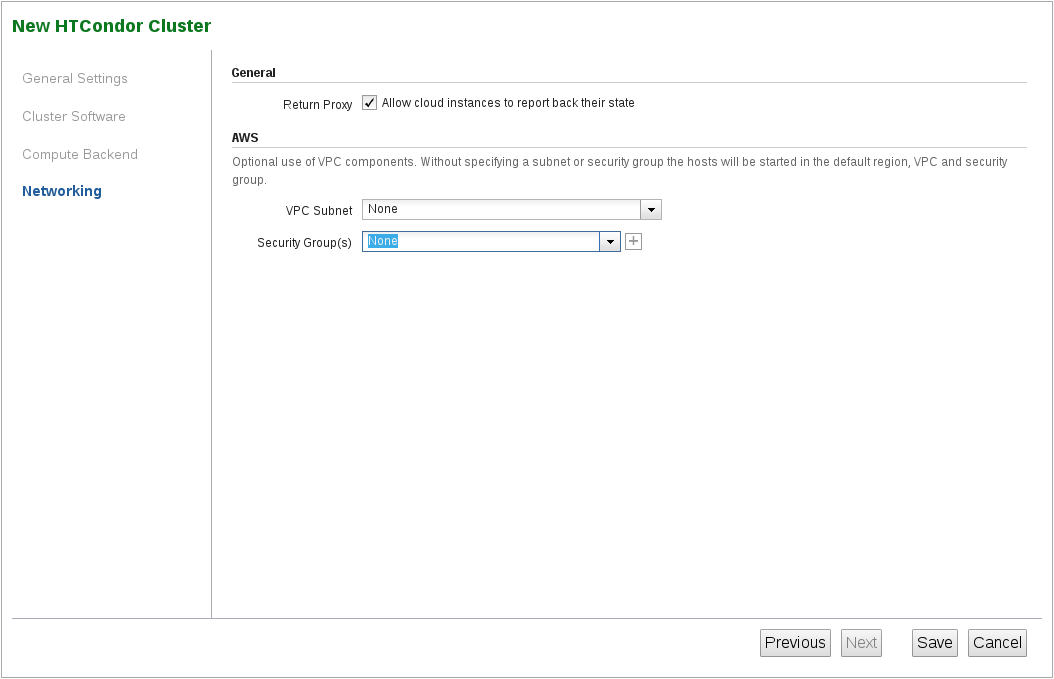 New HTCondor Cluster
General Settings
Cluster Software
Compute Backend
Networking
General
Return Proxy Allow cloud instances to report back their state
AWS
Optional use of VPC components. Without specifying a subnet or security group the hosts will be started in the default region, VPC and security
group.
VPC Subnet None
Security Group(s) None
Previous Next Save Cancel